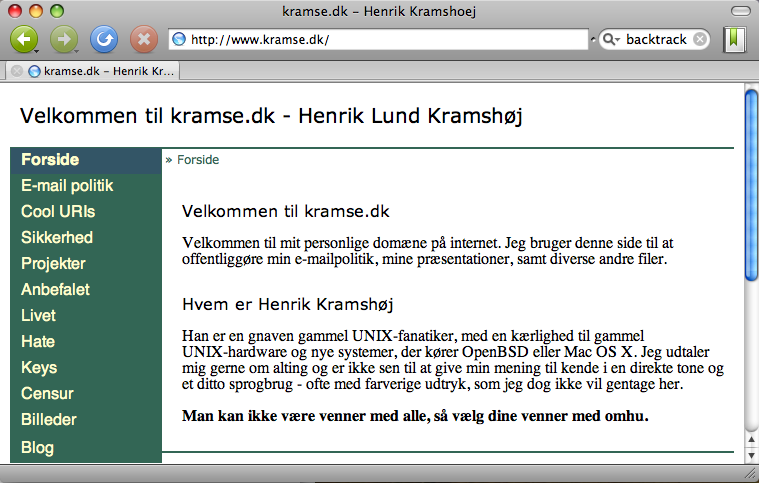 kramse.dk – Henrik Kramshoej
http://www.kramse.dk/
backtrack
kramse.dk – Henrik Kr...
Velkommen til kramse.dk - Henrik Lund Kramshøj
Forside
E-mail politik
Cool URIs
Sikkerhed
Projekter
Anbefalet
Livet
Hate
Keys
Censur
Billeder
Blog
» Forside
Velkommen til kramse.dk
Velkommen til mit personlige domæne på internet. Jeg bruger denne side til at
offentliggøre min e-mailpolitik, mine præsentationer, samt diverse andre filer.
Hvem er Henrik Kramshøj
Han er en gnaven gammel UNIX-fanatiker, med en kærlighed til gammel
UNIX-hardware og nye systemer, der kører OpenBSD eller Mac OS X. Jeg udtaler
mig gerne om alting og er ikke sen til at give min mening til kende i en direkte tone og
et ditto sprogbrug - ofte med farverige udtryk, som jeg dog ikke vil gentage her.
Man kan ikke være venner med alle, så vælg dine venner med omhu.